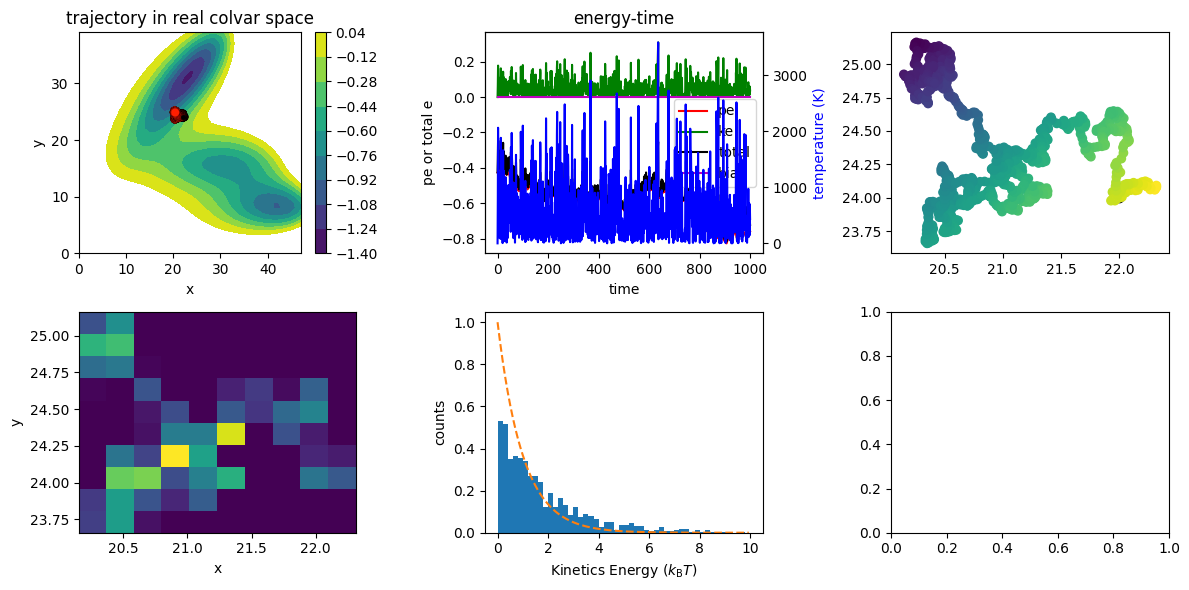 trajectory in real colvar space
y
30
20
10
0
0 10 20 30 40
x
0.04
−0.12
−0.28
−0.44
−0.60
−0.76
−0.92
−1.08
−1.24
−1.40
energy-time
pe or total e
0.2
0.0
−0.2
−0.4
−0.6
−0.8
0 200 400 600 800 1000
time
3000
2000
1000
0
temperature (K)
pe
ke
total
25.00
24.75
24.50
24.25
24.00
23.75
20.5 21.0 21.5 22.0
y
25.00
24.75
24.50
24.25
24.00
23.75
20.5 21.0 21.5 22.0
x
counts
1.0
0.8
0.6
0.4
0.2
0.0
0 2 4 6 8 10
Kinetics Energy (k_BT)
1.0
0.8
0.6
0.4
0.2
0.0
0.0 0.2 0.4 0.6 0.8 1.0